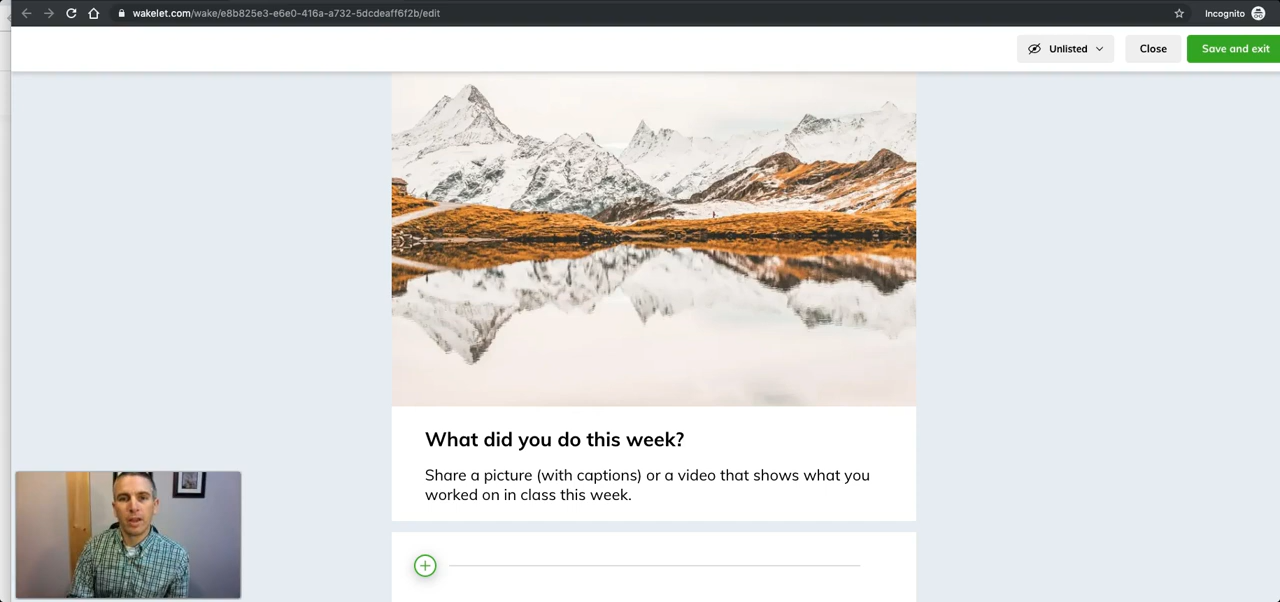 wakelet.com/wake/e8b825e3-e6e0-416a-a732-5dcdeaff6f2b/edit
Incognito
Unlisted
Close
Save and exit
What did you do this week?
Share a picture (with captions) or a video that shows what you
worked on in class this week.